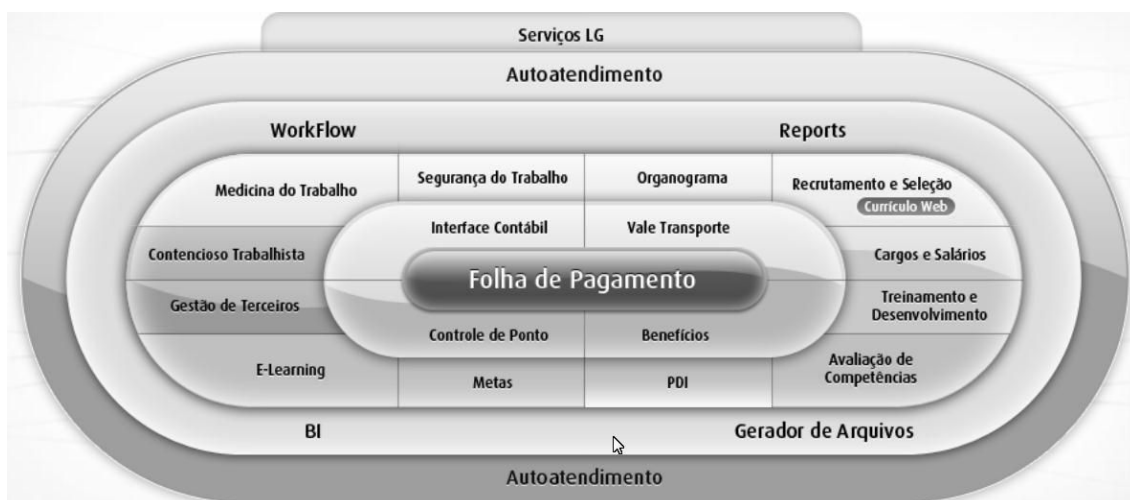 Serviços LG
Autoatendimento
WorkFlow
Reports
Medicina do Trabalho
Segurança do Trabalho
Organograma
Recrutamento e Seleção
Currículo Web
Interface Contábil
Vale Transporte
Contencioso Trabalhista
Cargos e Salários
Folha de Pagamento
Gestão de Terceiros
Treinamento e
Desenvolvimento
Controle de Ponto
Benefícios
E-Learning
Metas
PDI
Avaliação de
Competências
BI
Gerador de Arquivos
Autoatendimento